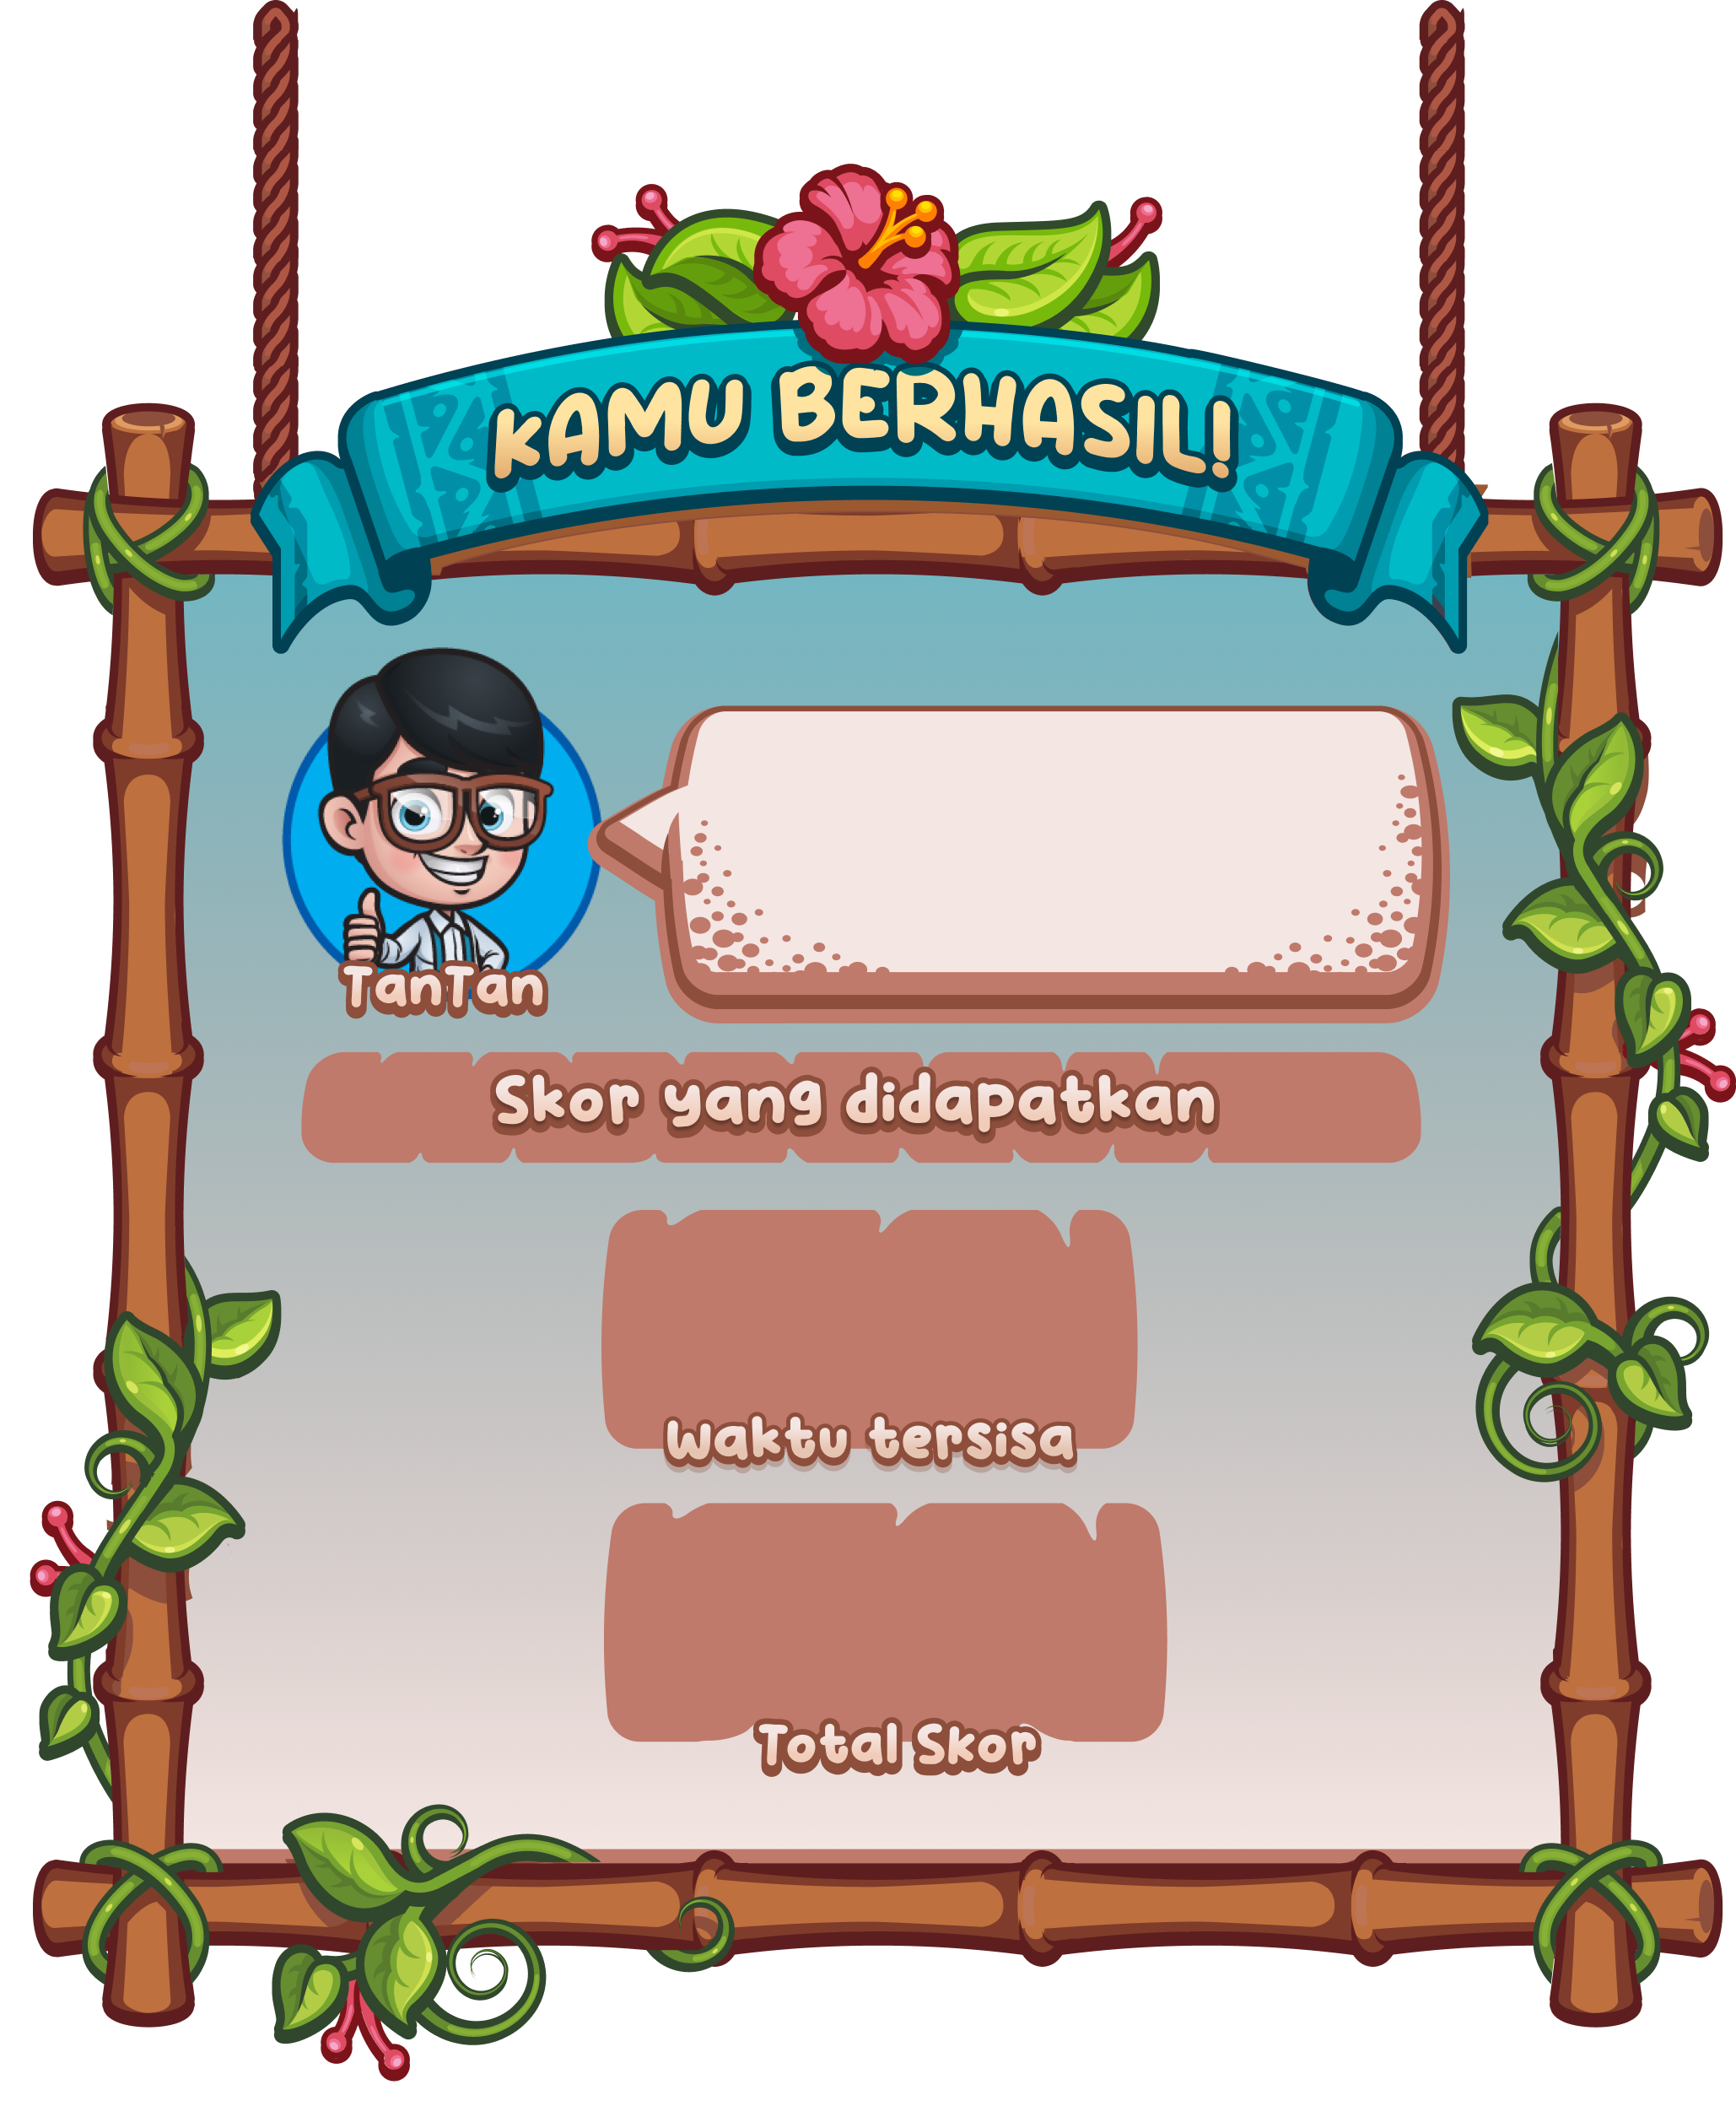 KAMU BERHASIL!
TanTan
Skor yang didapatkan
Waktu tersisa
Total Skor